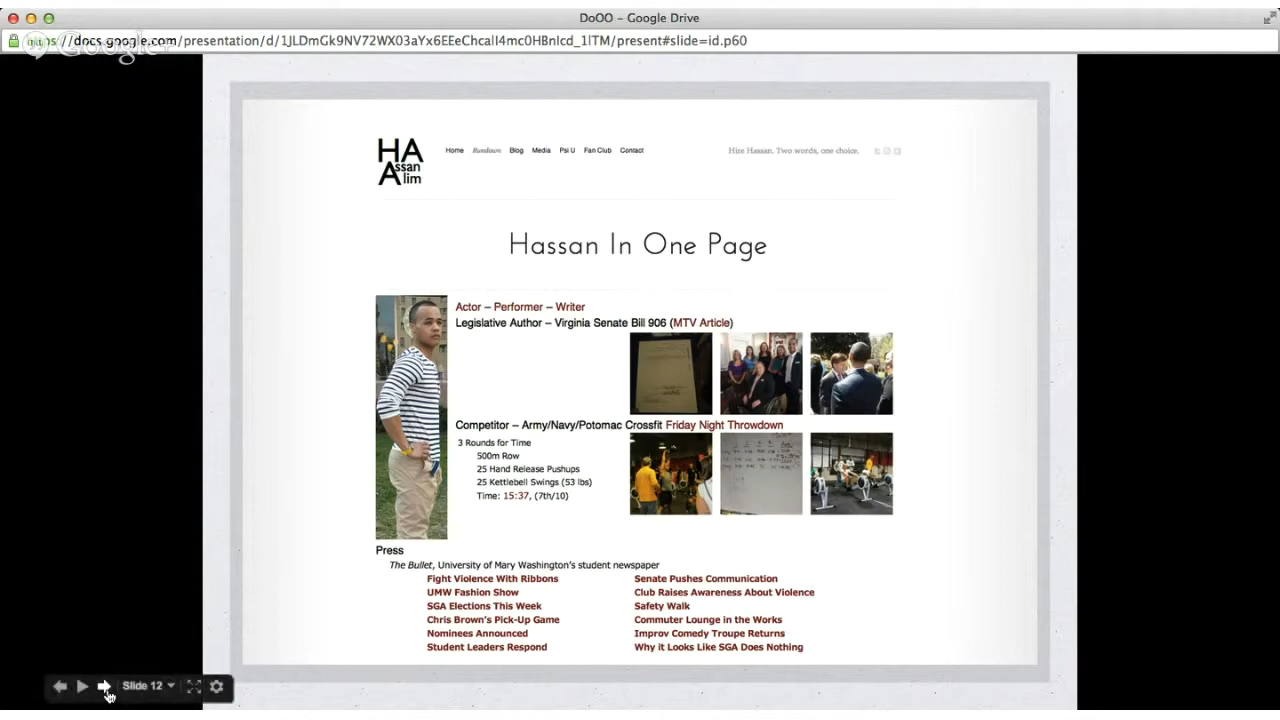 DoOO – Google Drive
https://docs.google.com/presentation/d/1JLDmGk9NV72WX03aYx6EEeChcalI4mc0HBnIcd_1lTM/present#slide=id.p60
Google+
HA
ssan
Alim
Home Rundown Blog Media Psi U Fan Club Contact
Hire Hassan. Two words, one choice.
Hassan In One Page
Actor – Performer – Writer
Legislative Author – Virginia Senate Bill 906 (MTV Article)
Competitor – Army/Navy/Potomac Crossfit Friday Night Throwdown
3 Rounds for Time
500m Row
25 Hand Release Pushups
25 Kettlebell Swings (53 lbs)
Time: 15:37, (7th/10)
Press
The Bullet, University of Mary Washington's student newspaper
Fight Violence With Ribbons
UMW Fashion Show
SGA Elections This Week
Chris Brown's Pick-Up Game
Nominees Announced
Student Leaders Respond
Senate Pushes Communication
Club Raises Awareness About Violence
Safety Walk
Commuter Lounge in the Works
Improv Comedy Troupe Returns
Why it Looks Like SGA Does Nothing
Slide 12